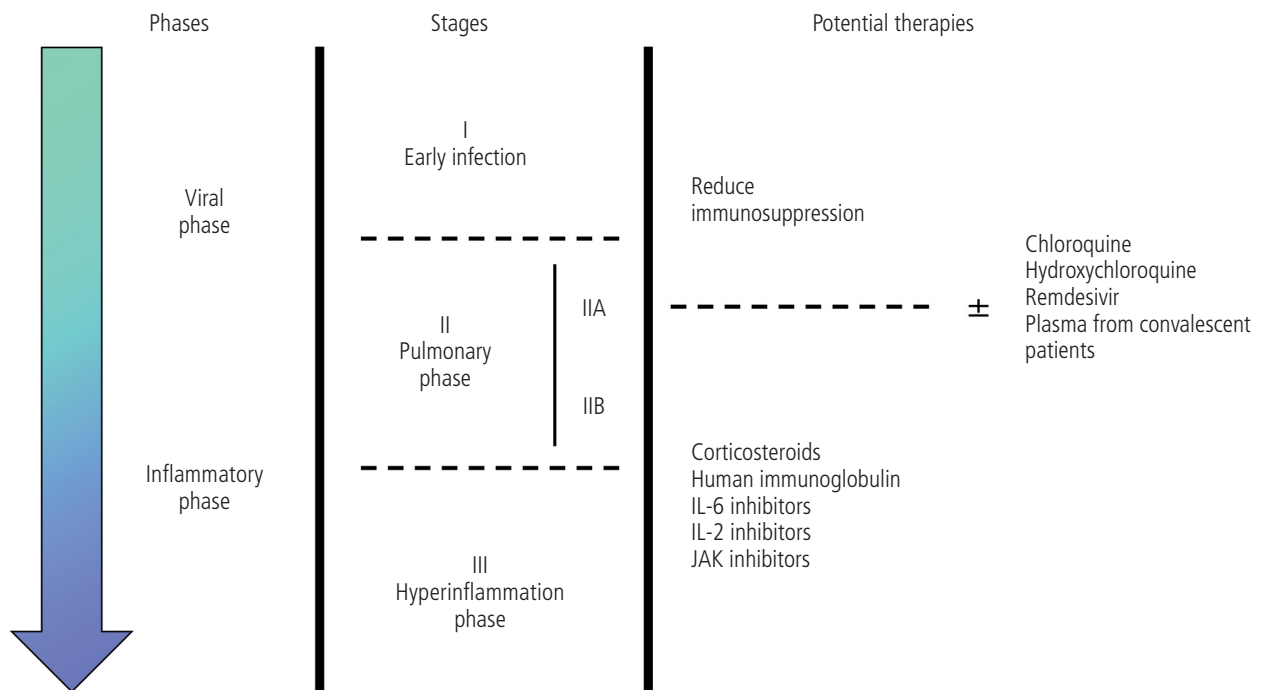 Phases
Stages
Potential therapies
I
Early infection
Viral
phase
Reduce
immunosuppression
Chloroquine
Hydroxychloroquine
Remdesivir
Plasma from convalescent
patients
±
IIA
II
Pulmonary
phase
IIB
Inflammatory
phase
Corticosteroids
Human immunoglobulin
IL-6 inhibitors
IL-2 inhibitors
JAK inhibitors
III
Hyperinflammation
phase